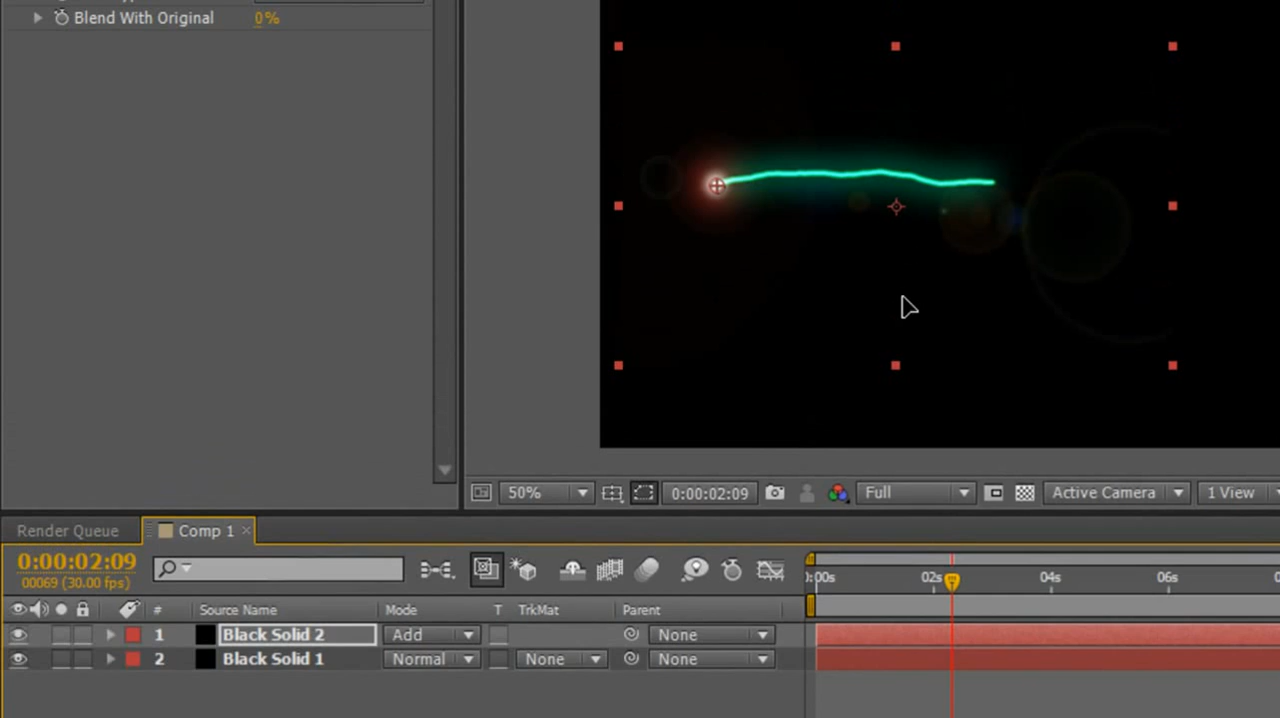 Blend With Original 0%
50% 0:00:02:09 Full Active Camera 1 View
Render Queue Comp 1
0:00:02:09
00069 (30.00 fps)
:00s 02s 04s 06s
# Source Name Mode T TrkMat Parent
1 Black Solid 2 Add None
2 Black Solid 1 Normal None None